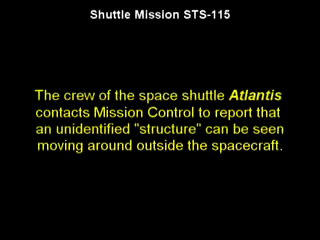 Shuttle Mission STS-115
The crew of the space shuttle Atlantis
contacts Mission Control to report that
an unidentified "structure" can be seen
moving around outside the spacecraft.